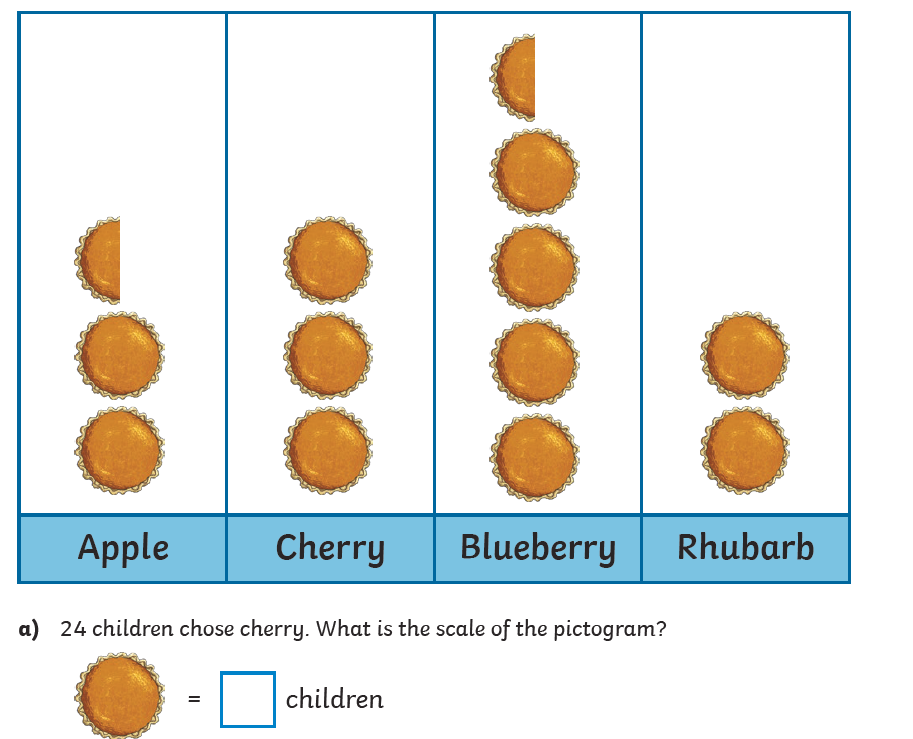 Apple Cherry Blueberry Rhubarb
a) 24 children chose cherry. What is the scale of the pictogram?
= children